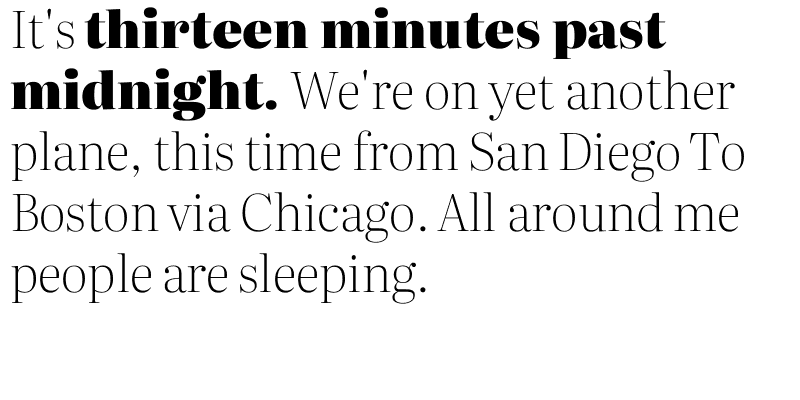 It's thirteen minutes past
midnight. We're on yet another
plane, this time from San Diego To
Boston via Chicago. All around me
people are sleeping.